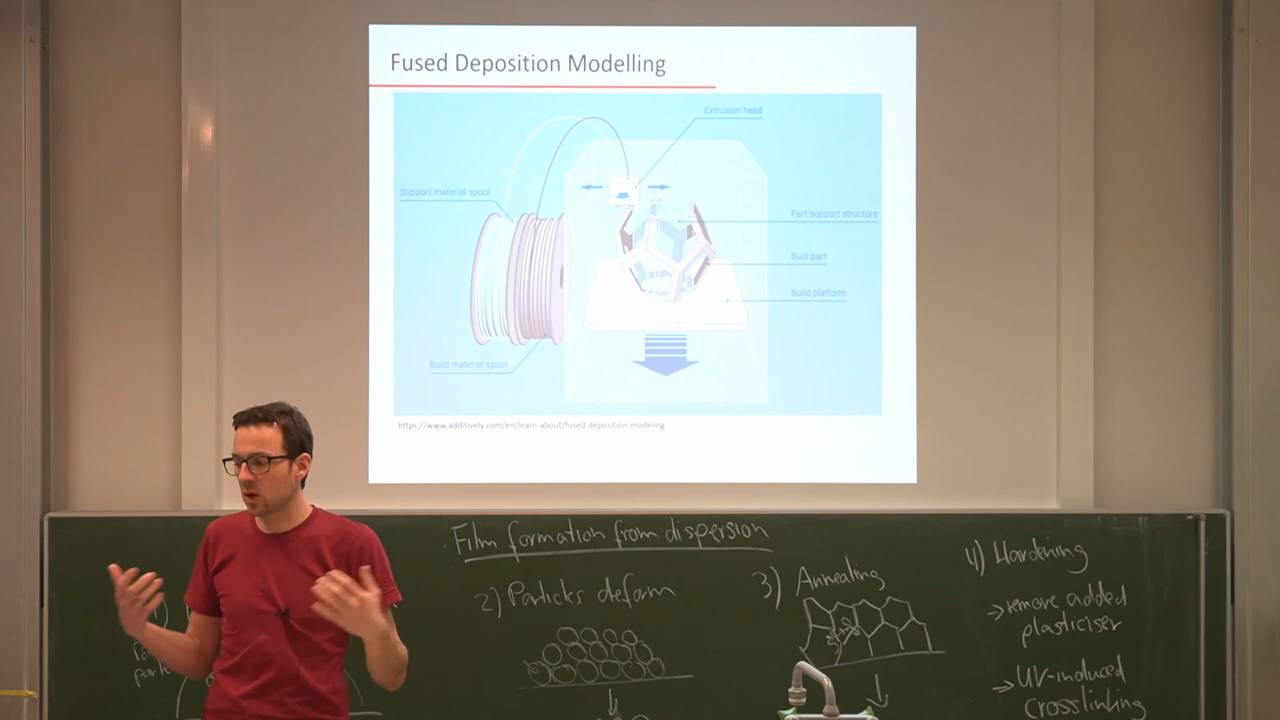 Fused Deposition Modelling
Extrusion head
Support material spool
Part support structure
Built part
Build platform
Build material spool
https://www.additively.com/en/learn-about/fused-deposition-modeling
Film formation from dispersion
2) Particles deform
3) Annealing
4) Hardening
→ remove added
plasticiser
→ UV-induced
crosslinking